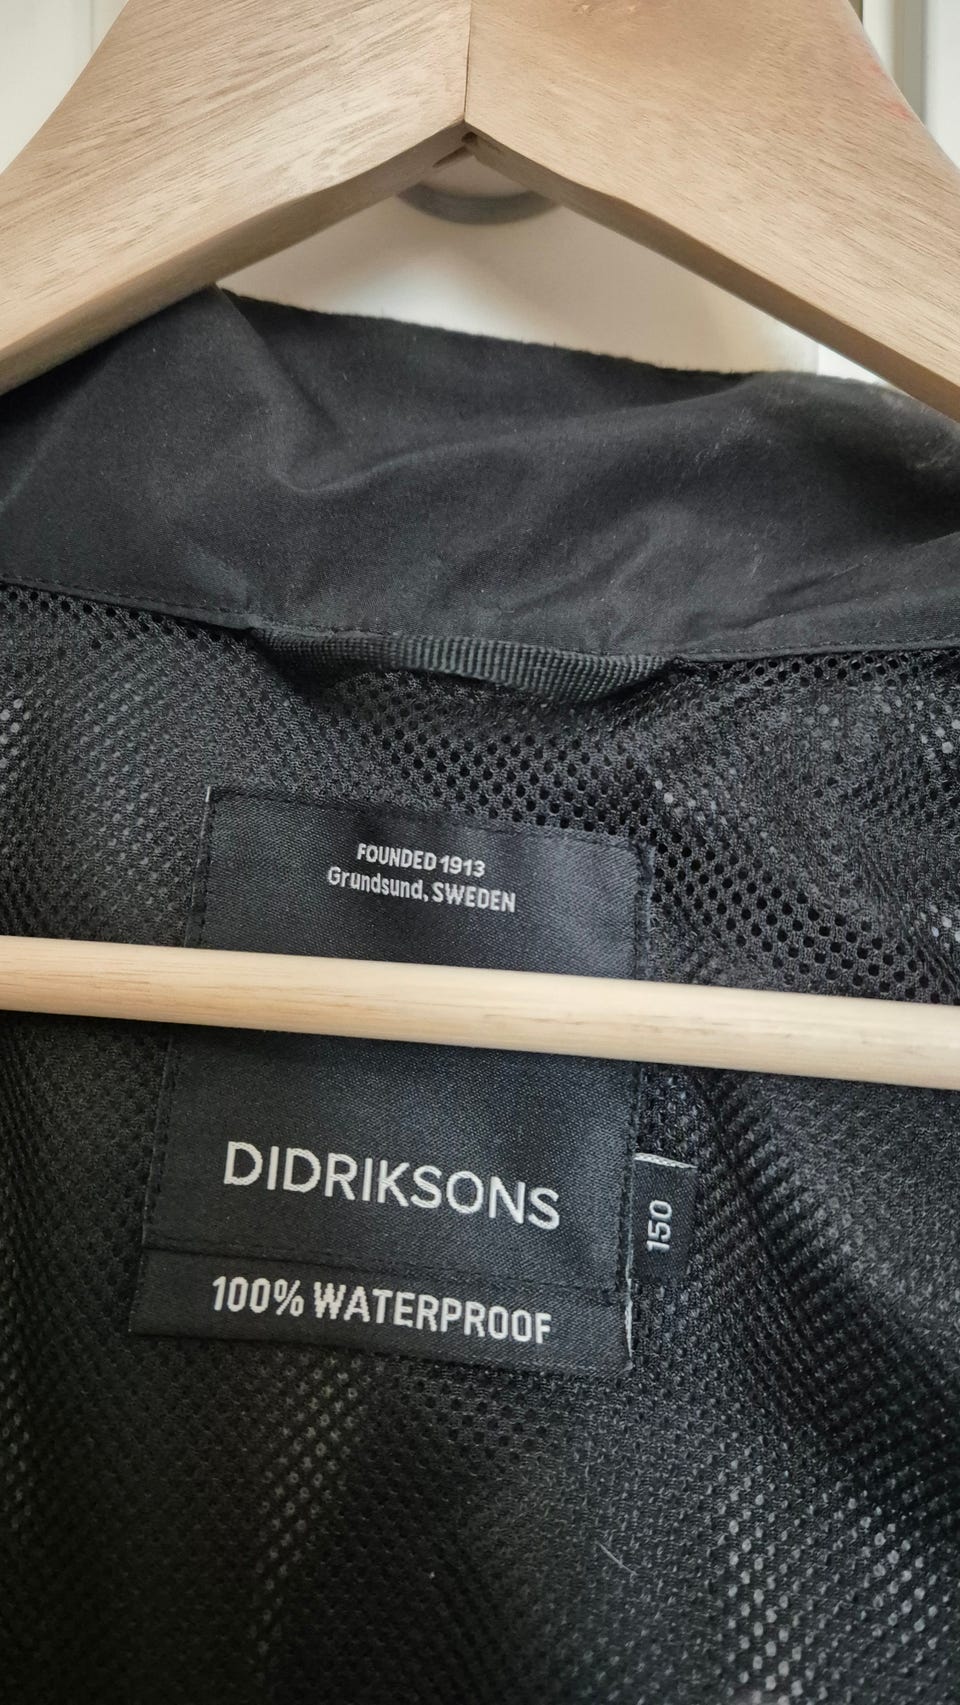 FOUNDED 1913
Grundsund, SWEDEN
DIDRIKSONS
150
100% WATERPROOF